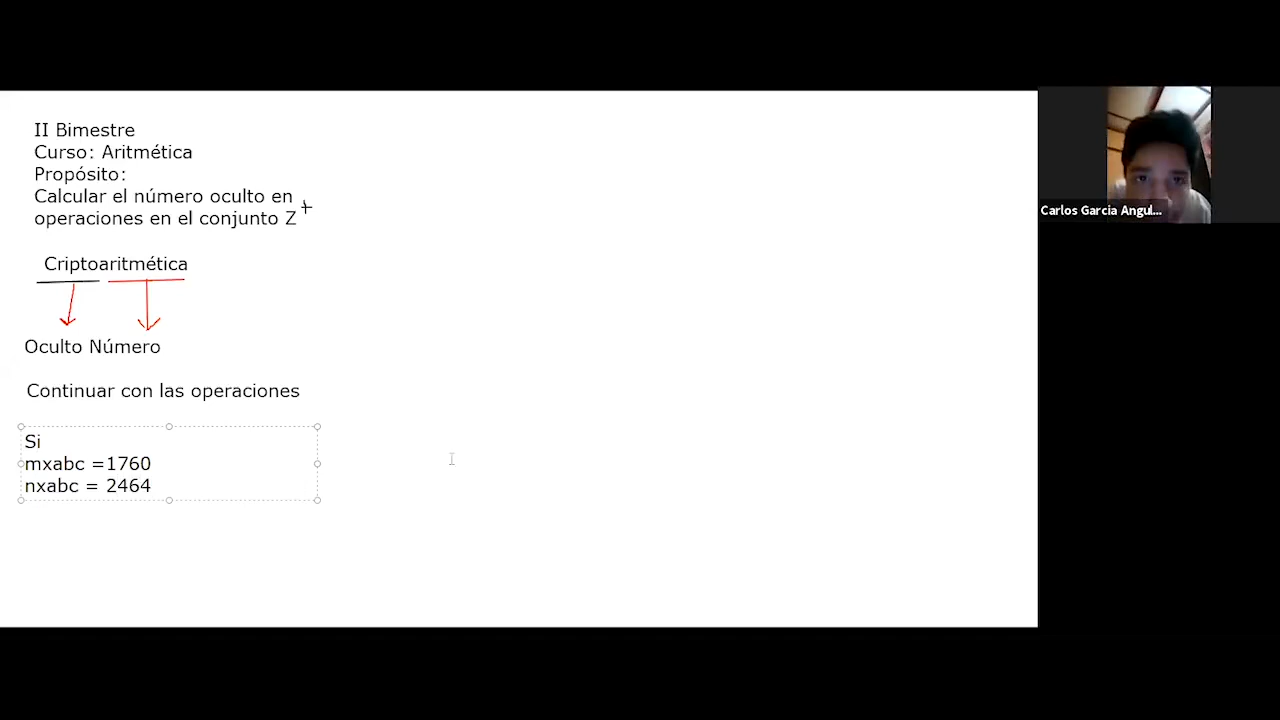 II Bimestre
Curso: Aritmética
Propósito:
Calcular el número oculto en
operaciones en el conjunto Z+
Criptoaritmética
Oculto Número
Continuar con las operaciones
Si
mxabc =1760
nxabc = 2464
Carlos Garcia Angul...